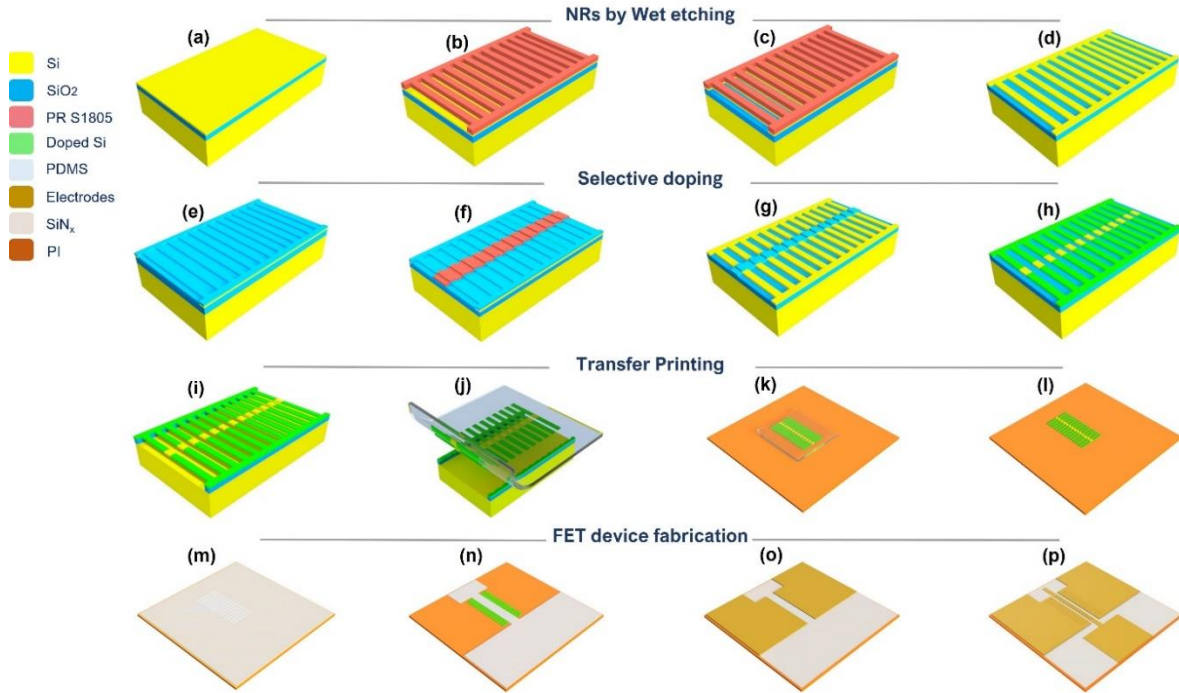 NRs by Wet etching
(a)
(b)
(c)
(d)
Si
SiO2
PR S1805
Doped Si
PDMS
Electrodes
SiNx
PI
Selective doping
(e)
(f)
(g)
(h)
Transfer Printing
(i)
(j)
(k)
(l)
FET device fabrication
(m)
(n)
(o)
(p)